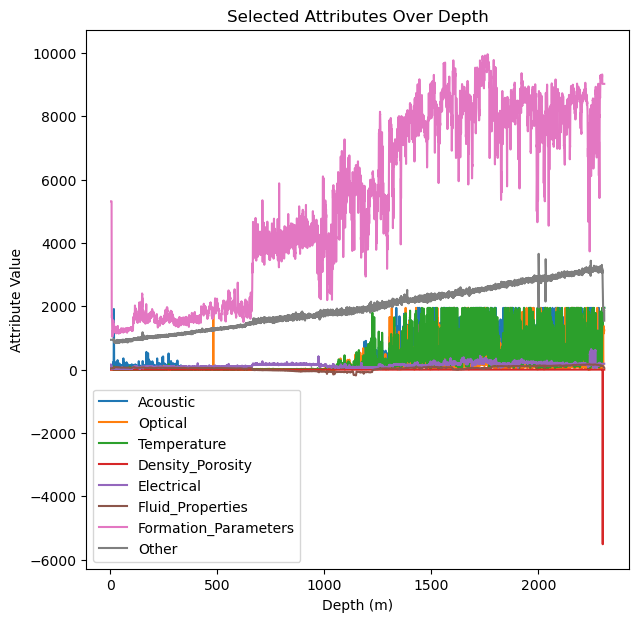 Selected Attributes Over Depth
Attribute Value
10000
8000
6000
4000
2000
0
−2000
−4000
−6000
Acoustic
Optical
Temperature
Density_Porosity
Electrical
Fluid_Properties
Formation_Parameters
Other
0 500 1000 1500 2000
Depth (m)